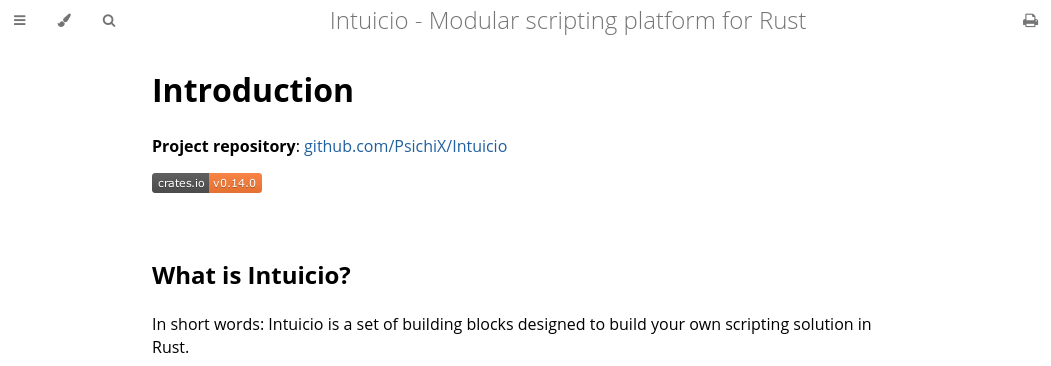 Intuicio - Modular scripting platform for Rust
Introduction
Project repository: github.com/PsichiX/Intuicio
crates.io v0.14.0
What is Intuicio?
In short words: Intuicio is a set of building blocks designed to build your own scripting solution in
Rust.